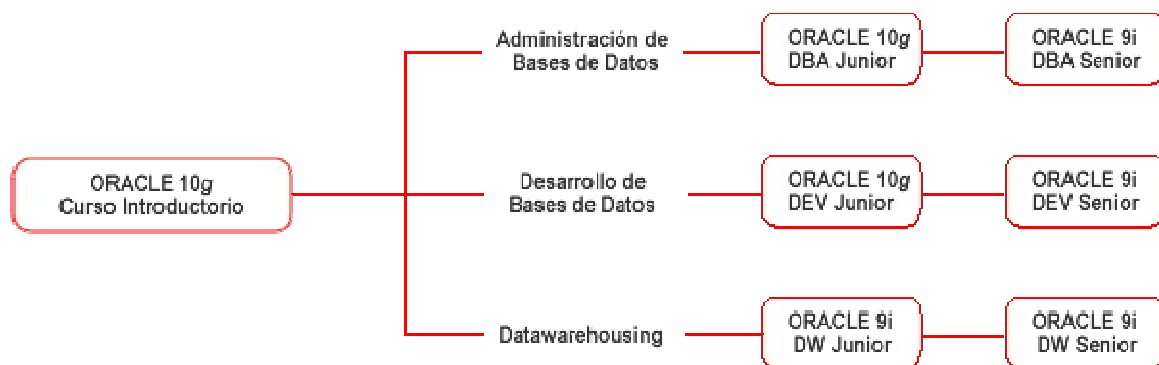 ORACLE 10g
Curso Introductorio
Administración de
Bases de Datos
ORACLE 10g
DBA Junior
ORACLE 9i
DBA Senior
Desarrollo de
Bases de Datos
ORACLE 10g
DEV Junior
ORACLE 9i
DEV Senior
Datawarehousing
ORACLE 9i
DW Junior
ORACLE 9i
DW Senior